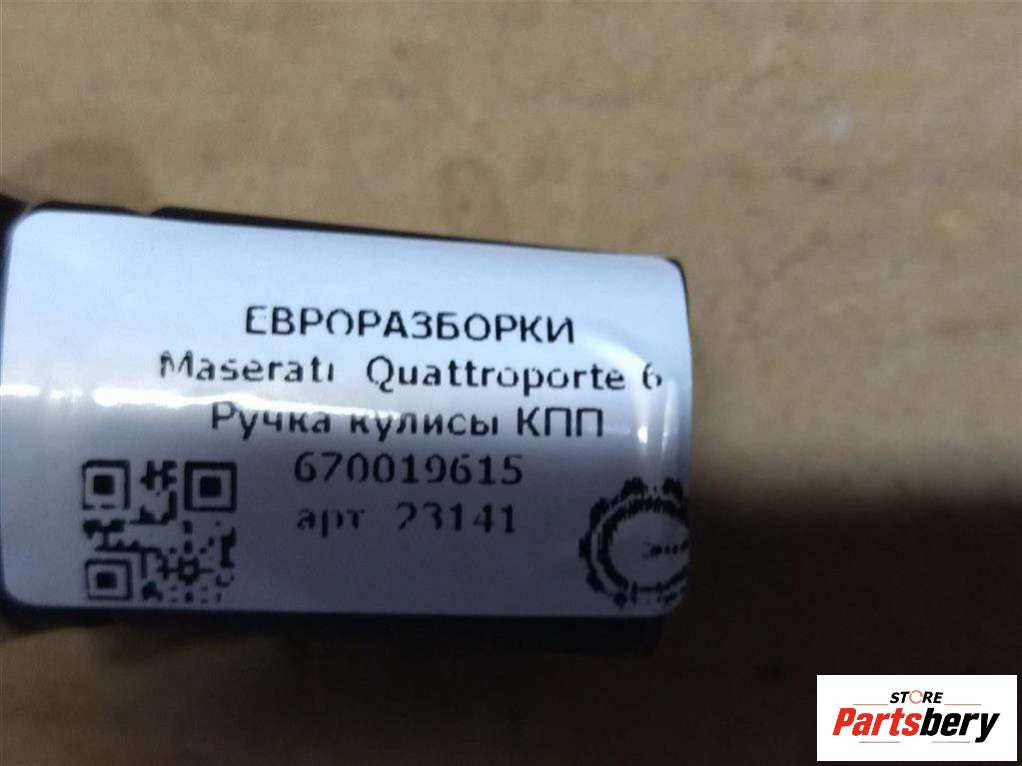 ЕВРОРАЗБОРКИ
Maserati Quattroporte 6
Ручка кулисы КПП
670019615
арт 23141
STORE
Partsbery